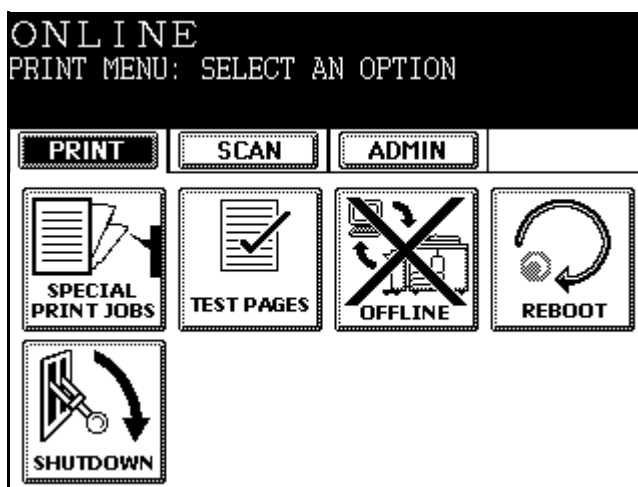 ONLINE
PRINT MENU: SELECT AN OPTION
PRINT
SCAN
ADMIN
SPECIAL
PRINT JOBS
TEST PAGES
OFFLINE
REBOOT
SHUTDOWN